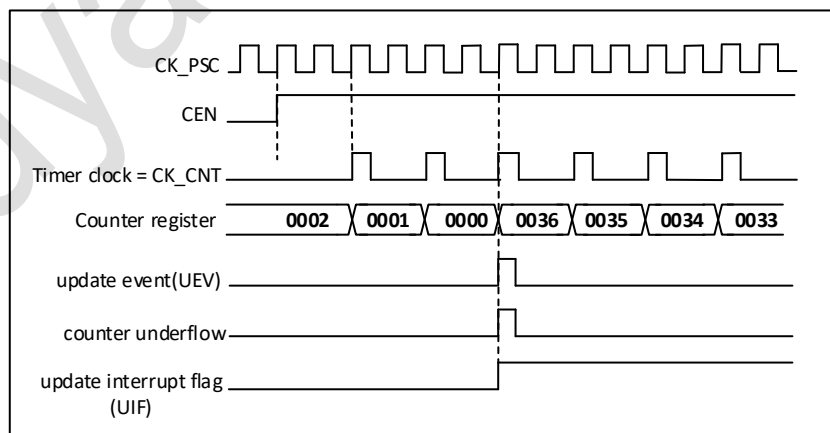 CK_PSC
CEN
Timer clock = CK_CNT
Counter register 0002 0001 0000 0036 0035 0034 0033
update event(UEV)
counter underflow
update interrupt flag
(UIF)